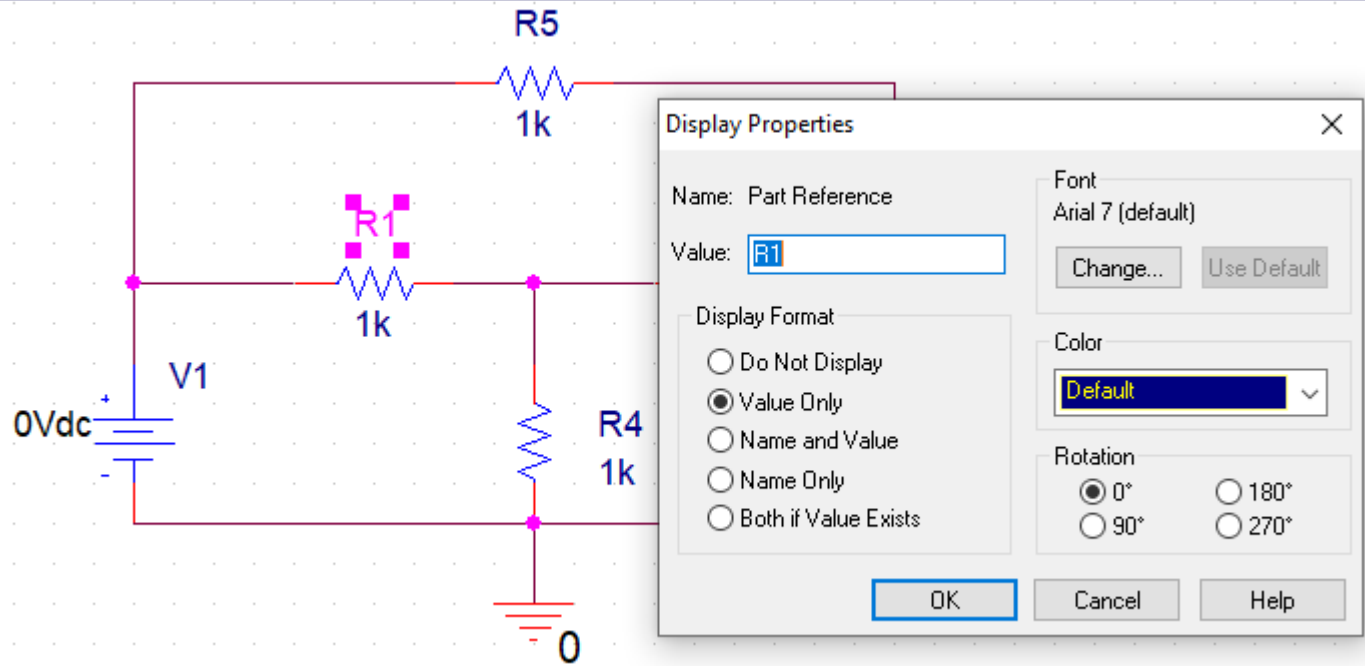 R5
1k
R1
1k
V1
+
0Vdc
-
R4
1k
0
Display Properties
Name: Part Reference
Value: R1
Display Format
Do Not Display
Value Only
Name and Value
Name Only
Both if Value Exists
Font
Arial 7 (default)
Change... Use Default
Color
Default
Rotation
0° 180°
90° 270°
OK Cancel Help